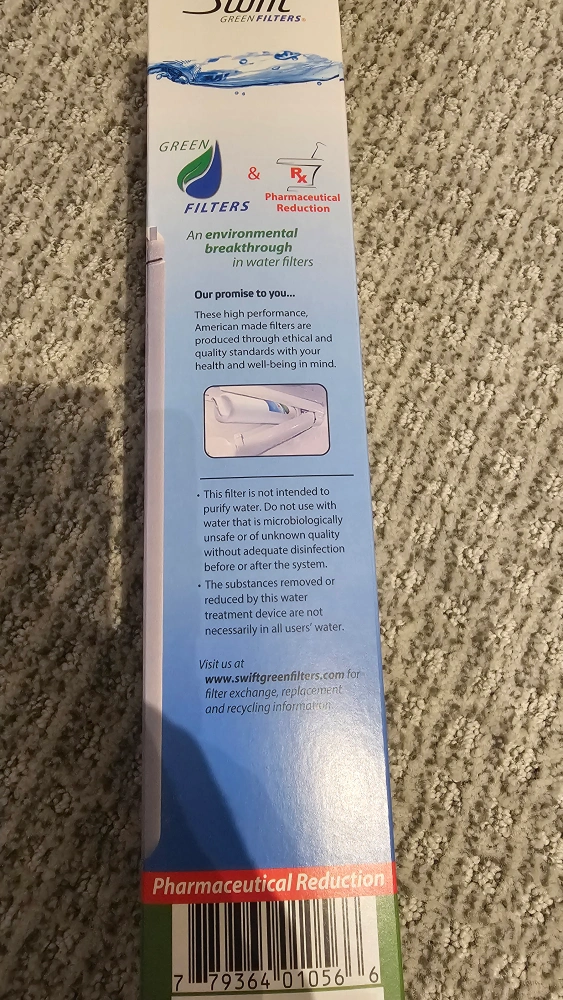 Swift
GREEN FILTERS®
GREEN
FILTERS
&
Rx
Pharmaceutical
Reduction
An environmental
breakthrough
in water filters
Our promise to you...
These high performance,
American made filters are
produced through ethical and
quality standards with your
health and well-being in mind.
• This filter is not intended to
purify water. Do not use with
water that is microbiologically
unsafe or of unknown quality
without adequate disinfection
before or after the system.
• The substances removed or
reduced by this water
treatment device are not
necessarily in all users' water.
Visit us at
www.swiftgreenfilters.com for
filter exchange, replacement
and recycling information.
Pharmaceutical Reduction
7 79364 01056 6